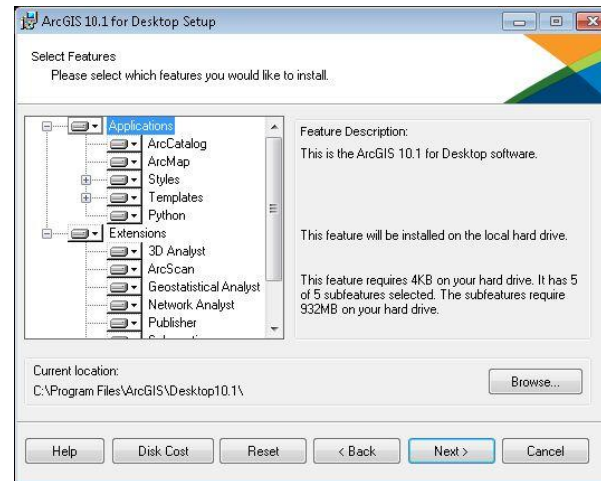 ArcGIS 10.1 for Desktop Setup
Select Features
Please select which features you would like to install.
Applications
ArcCatalog
ArcMap
Styles
Templates
Python
Extensions
3D Analyst
ArcScan
Geostatistical Analyst
Network Analyst
Publisher
Feature Description:
This is the ArcGIS 10.1 for Desktop software.
This feature will be installed on the local hard drive.
This feature requires 4KB on your hard drive. It has 5
of 5 subfeatures selected. The subfeatures require
932MB on your hard drive.
Current location:
C:\Program Files\ArcGIS\Desktop10.1\
Browse...
Help
Disk Cost
Reset
< Back
Next >
Cancel